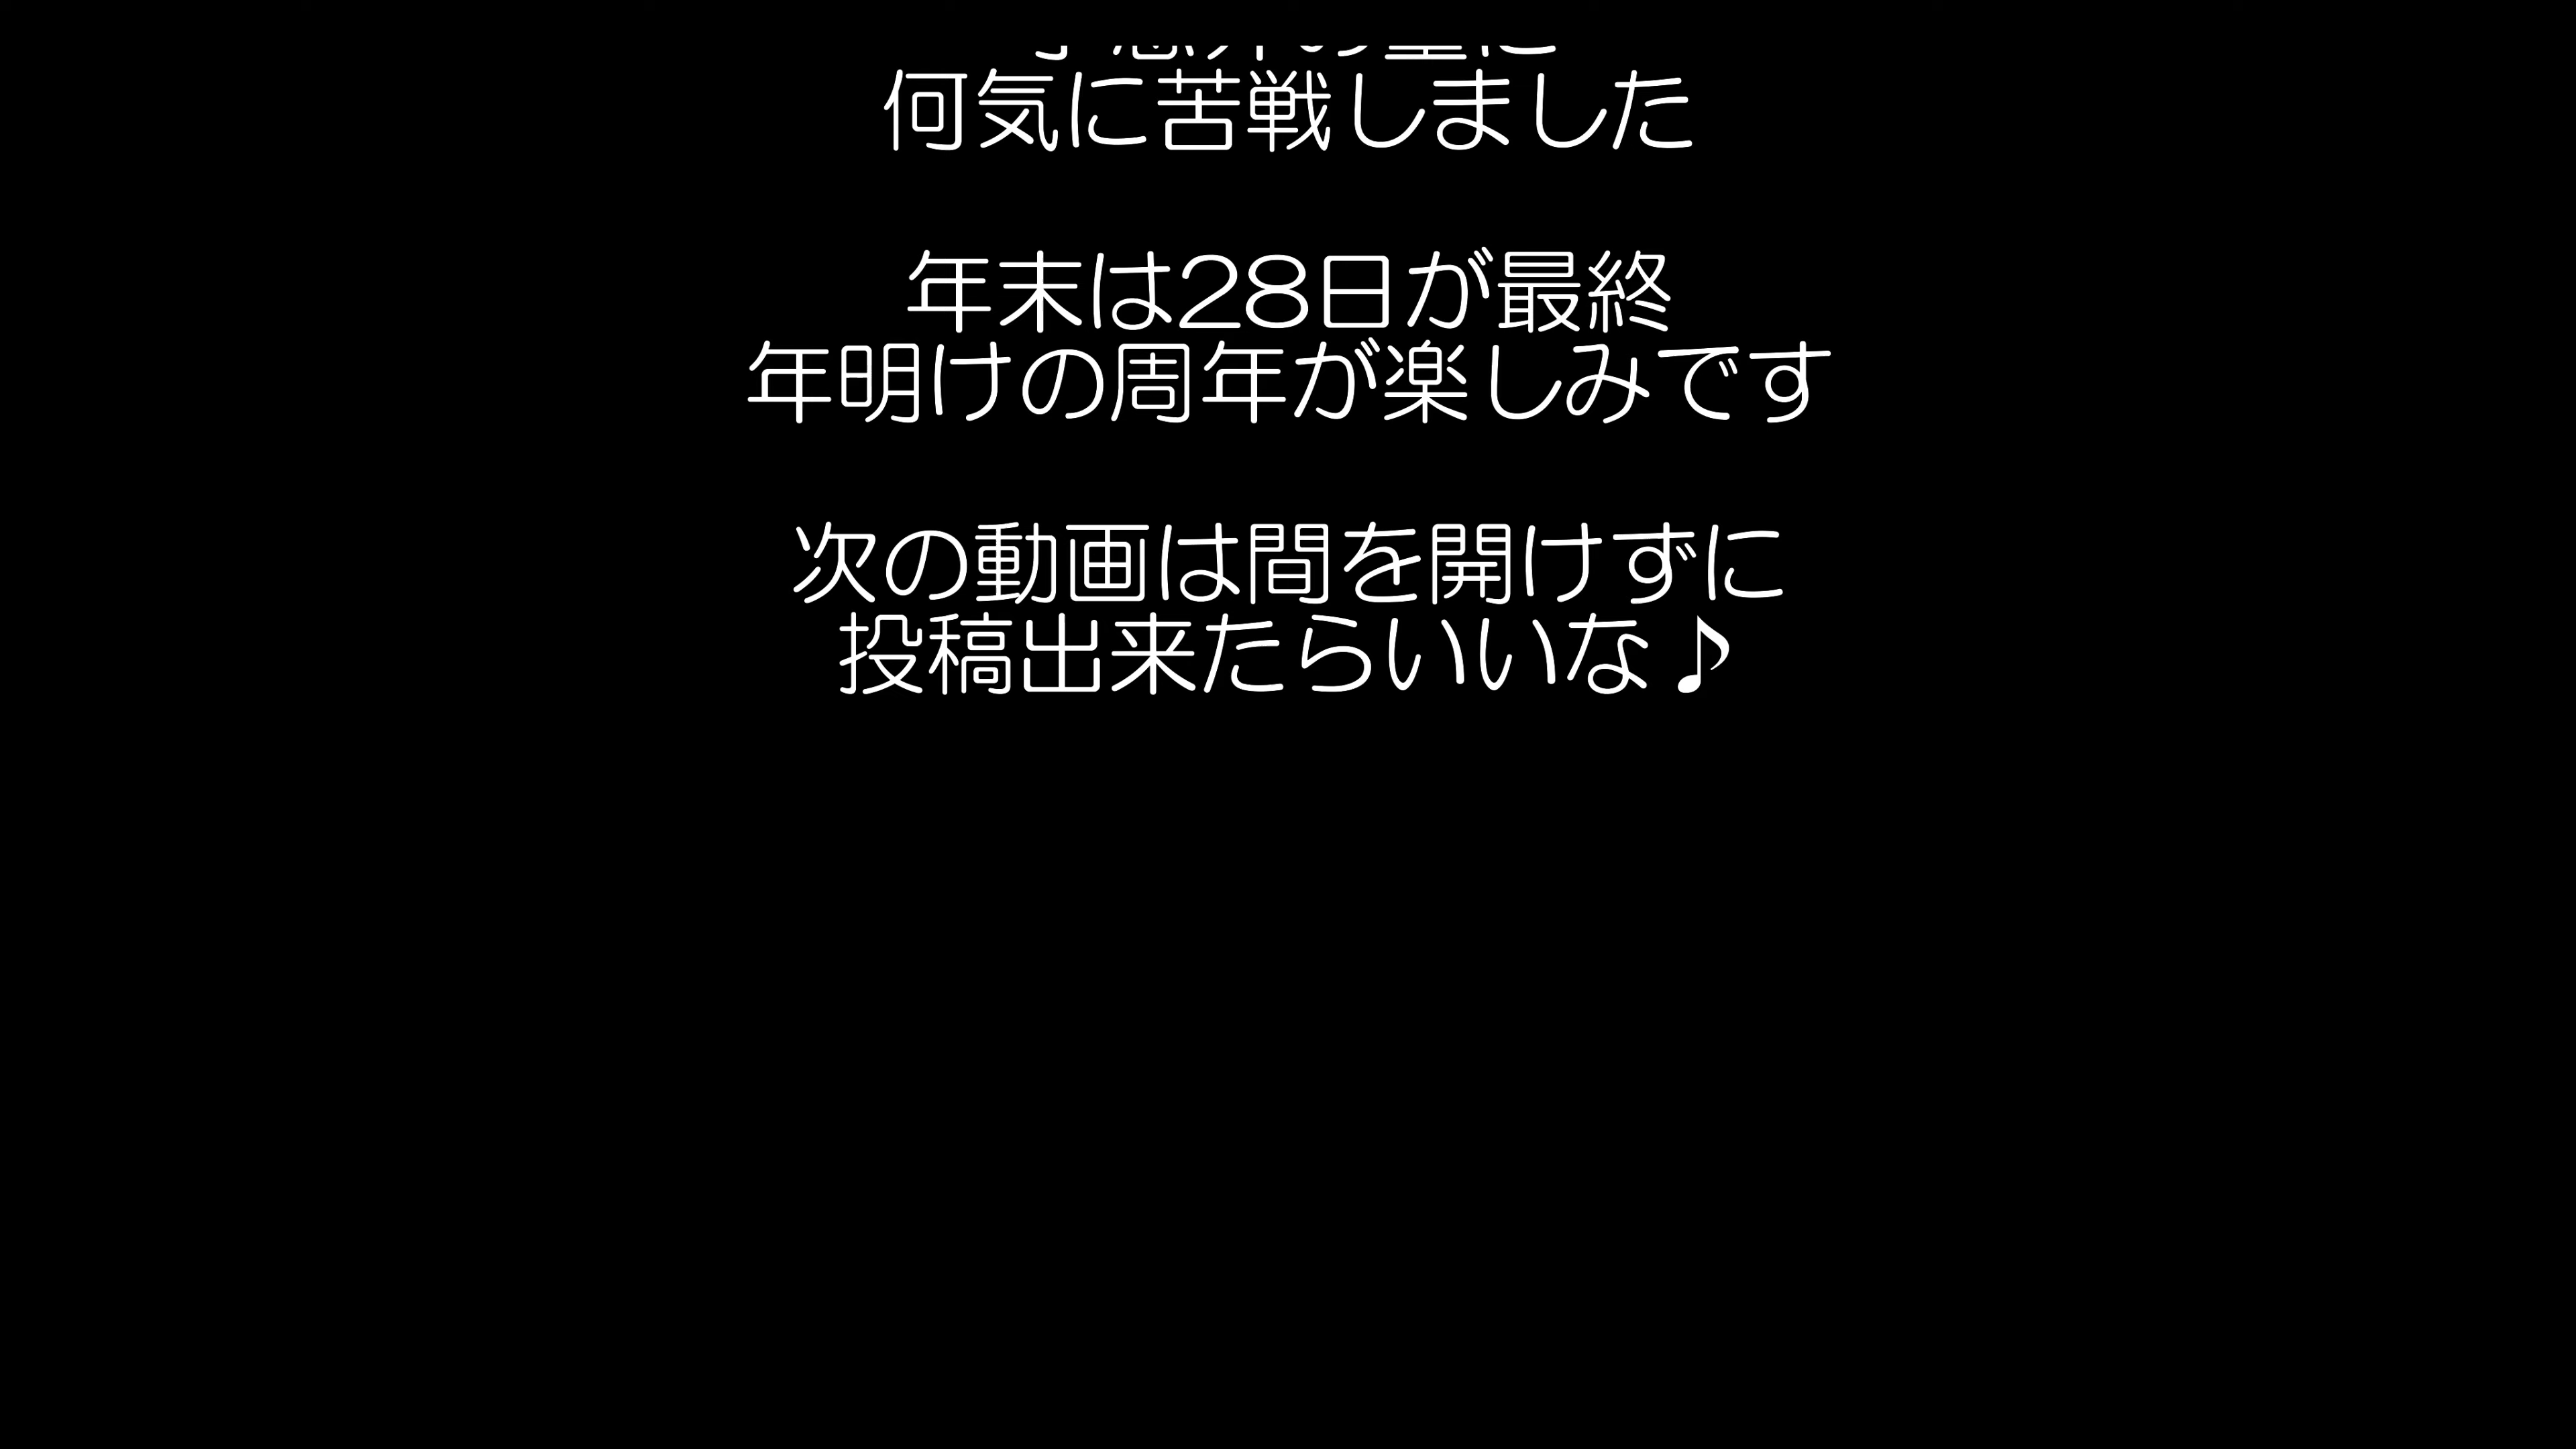 何気に苦戦しました
年末は28日が最終
年明けの周年が楽しみです
次の動画は間を開けずに
投稿出来たらいいな♪